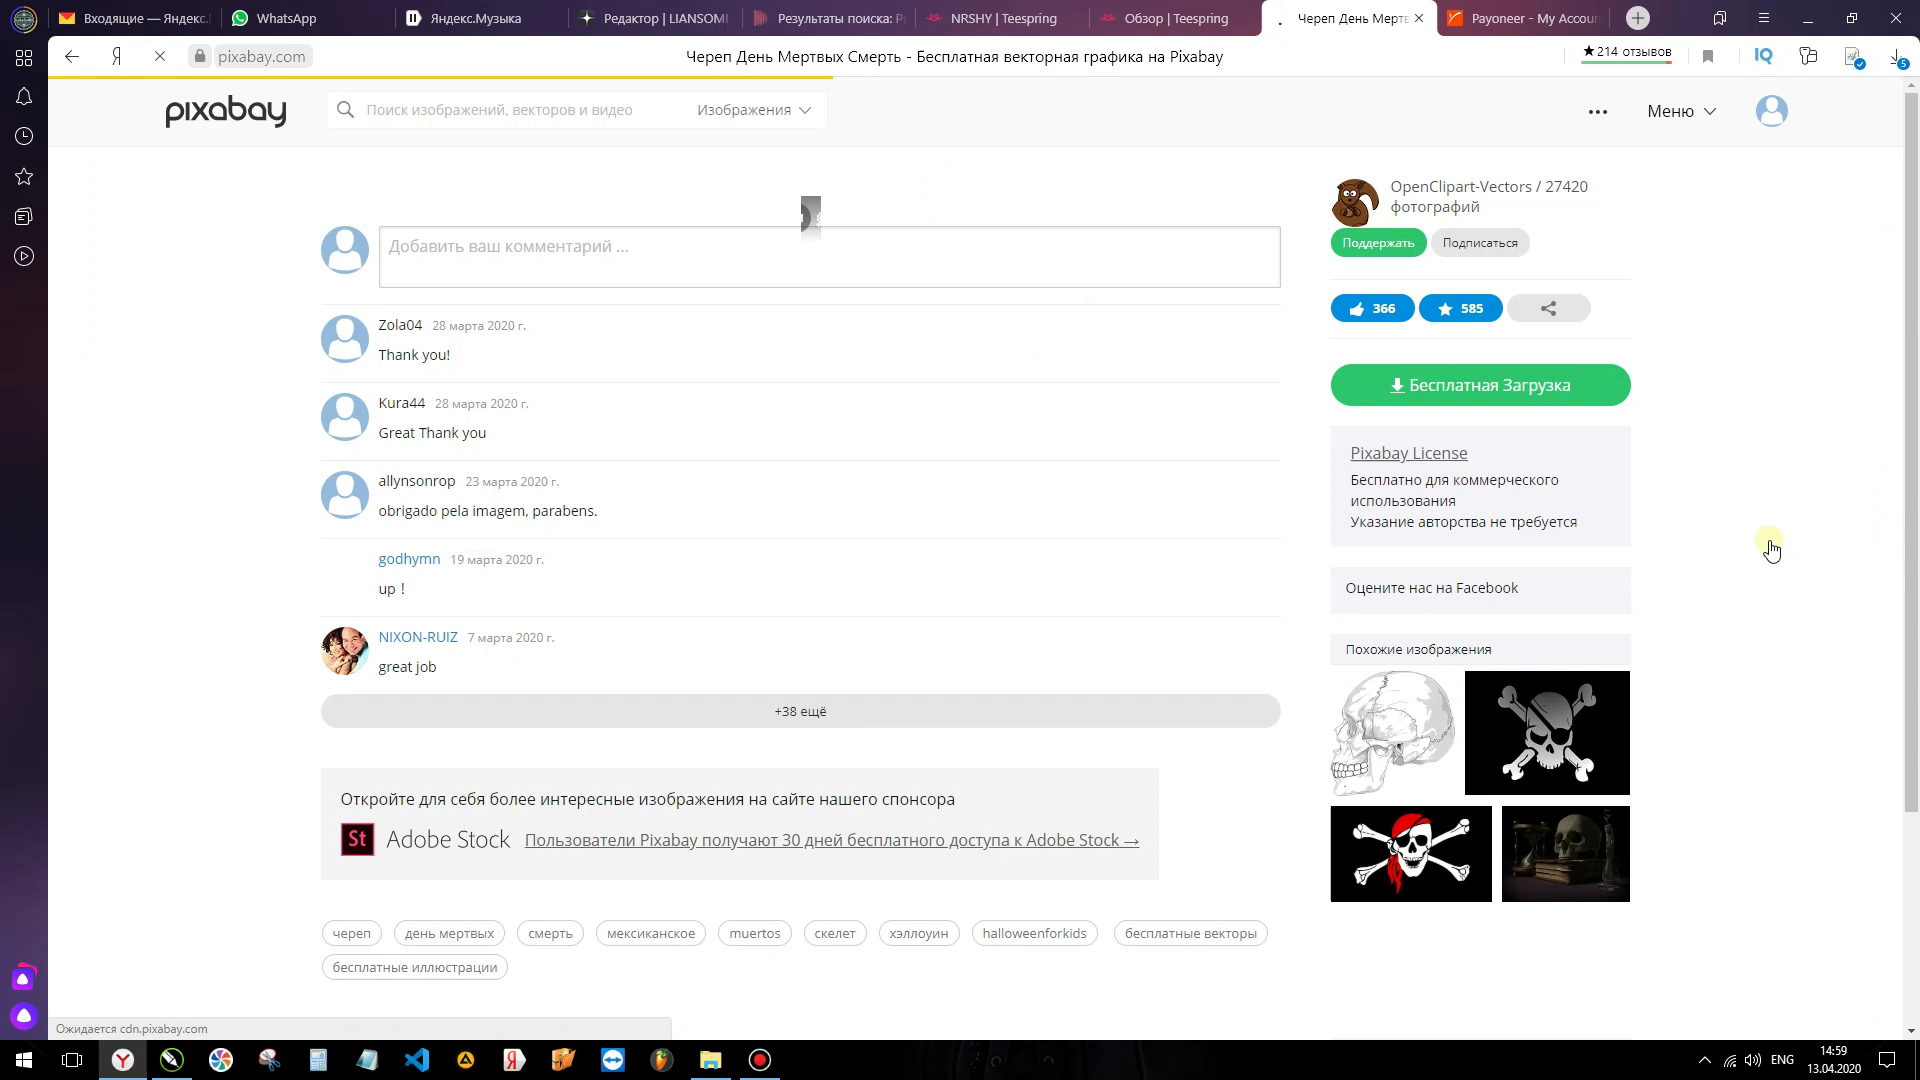 Входящие — Яндекс.
WhatsApp
Яндекс.Музыка
Редактор | LIANSOM
Результаты поиска:
NRSHY | Teespring
Обзор | Teespring
Череп День Мертв
Payoneer - My Accoun
Я
pixabay.com
Череп День Мертвых Смерть - Бесплатная векторная графика на Pixabay
★214 отзывов
IQ
5
pixabay
Поиск изображений, векторов и видео
Изображения
Меню
OpenClipart-Vectors / 27420
фотографий
Поддержать
Подписаться
Добавить ваш комментарий ...
366
585
Zola04 28 марта 2020 г.
Thank you!
Бесплатная Загрузка
Kura44 28 марта 2020 г.
Great Thank you
Pixabay License
Бесплатно для коммерческого
использования
Указание авторства не требуется
allynsonrop 23 марта 2020 г.
obrigado pela imagem, parabens.
godhymn 19 марта 2020 г.
up !
Оцените нас на Facebook
NIXON-RUIZ 7 марта 2020 г.
great job
Похожие изображения
+38 ещё
Откройте для себя более интересные изображения на сайте нашего спонсора
St Adobe Stock Пользователи Pixabay получают 30 дней бесплатного доступа к Adobe Stock →
череп
день мертвых
смерть
мексиканское
muertos
скелет
хэллоуин
halloweenforkids
бесплатные векторы
бесплатные иллюстрации
Ожидается cdn.pixabay.com
ENG
14:59
13.04.2020